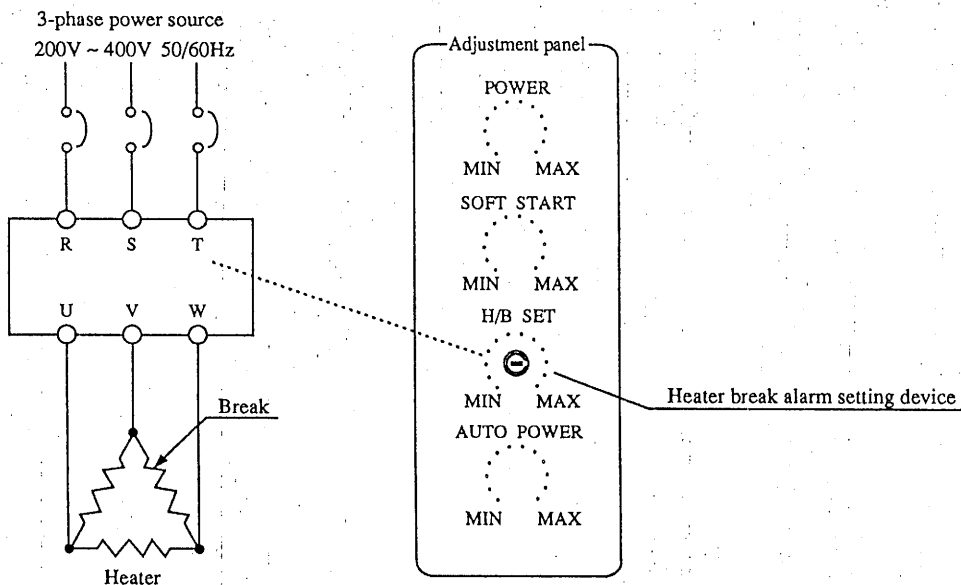 3-phase power source
200V ~ 400V 50/60Hz
R S T
U V W
Break
Heater
Adjustment panel
POWER
MIN MAX
SOFT START
MIN MAX
H/B SET
MIN MAX
Heater break alarm setting device
AUTO POWER
MIN MAX